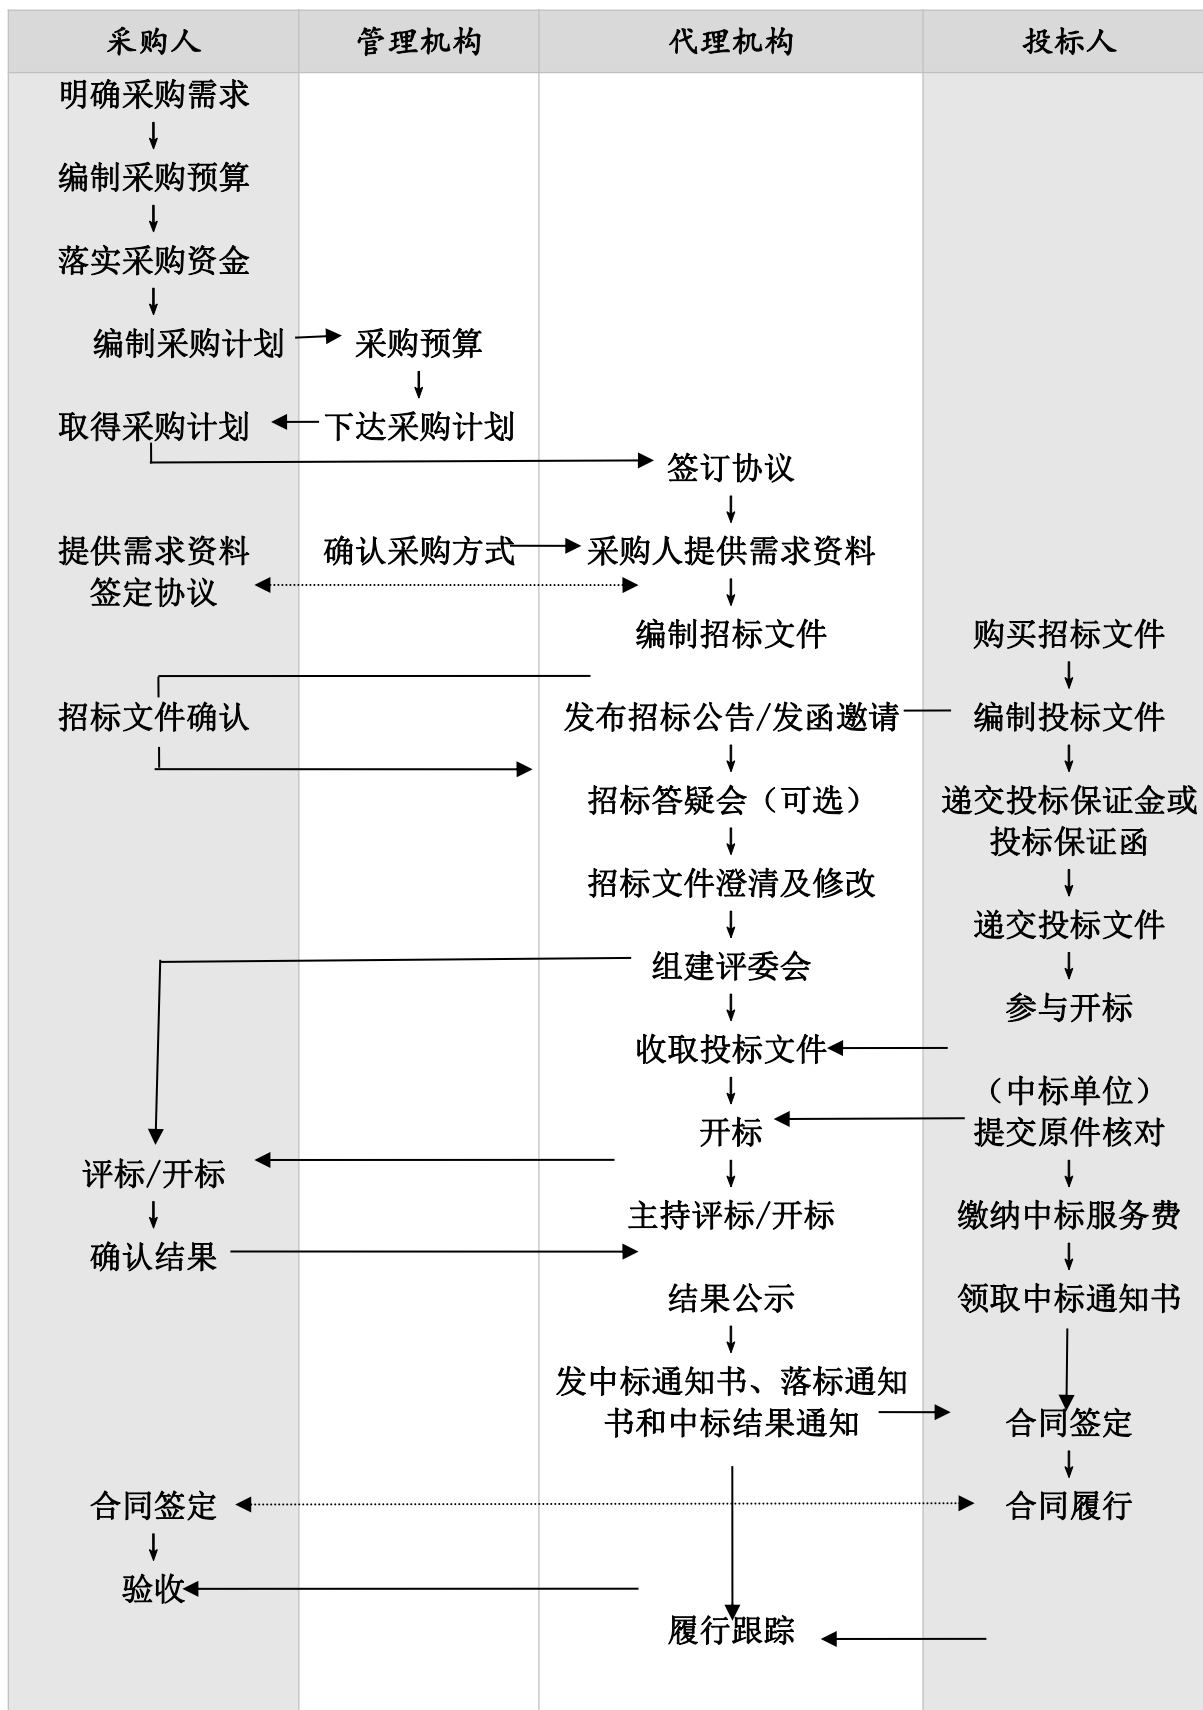 采购人 管理机构 代理机构 投标人
明确采购需求
编制采购预算
落实采购资金
编制采购计划 采购预算
取得采购计划 下达采购计划
签订协议
提供需求资料 确认采购方式 采购人提供需求资料
签定协议
编制招标文件 购买招标文件
招标文件确认 发布招标公告/发函邀请 编制投标文件
招标答疑会（可选） 递交投标保证金或
投标保证函
招标文件澄清及修改
递交投标文件
组建评委会
参与开标
收取投标文件
（中标单位）
开标 提交原件核对
评标/开标
主持评标/开标 缴纳中标服务费
确认结果
结果公示 领取中标通知书
发中标通知书、落标通知
书和中标结果通知 合同签定
合同签定 合同履行
验收
履行跟踪